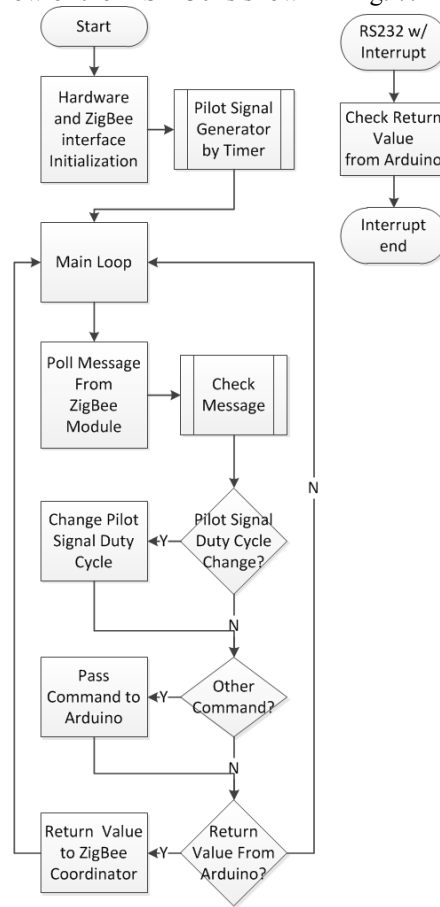 Start
Hardware
and ZigBee
interface
Initialization
Pilot Signal
Generator
by Timer
Main Loop
Poll Message
From
ZigBee
Module
Check
Message
Pilot Signal
Duty Cycle
Change?
Y
Change Pilot
Signal Duty
Cycle
N
Other
Command?
Y
Pass
Command to
Arduino
N
Return
Value From
Arduino?
Y
Return Value
to ZigBee
Coordinator
N
RS232 w/
Interrupt
Check Return
Value
from Arduino
Interrupt
end